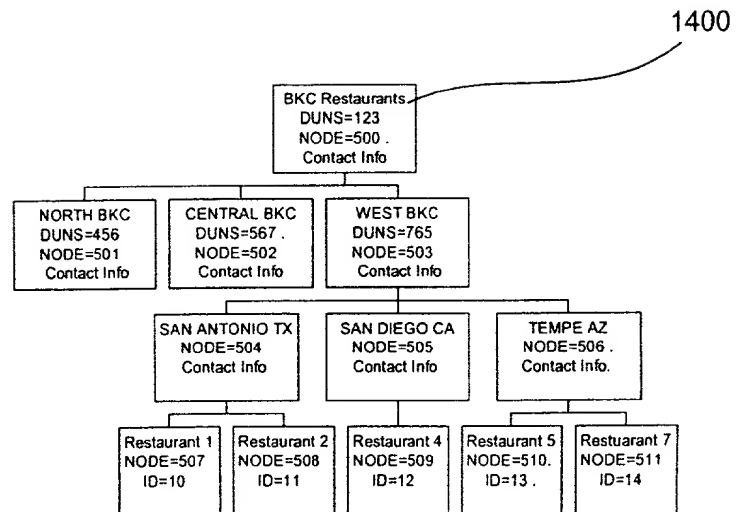 1400
BKC Restaurants
DUNS=123
NODE=500 .
Contact Info
NORTH BKC
DUNS=456
NODE=501
Contact Info
CENTRAL BKC
DUNS=567 .
NODE=502
Contact Info
WEST BKC
DUNS=765
NODE=503
Contact Info
SAN ANTONIO TX
NODE=504
Contact Info
SAN DIEGO CA
NODE=505
Contact Info
TEMPE AZ
NODE=506 .
Contact Info.
Restaurant 1
NODE=507
ID=10
Restaurant 2
NODE=508
ID=11
Restaurant 4
NODE=509
ID=12
Restaurant 5
NODE=510.
ID=13 .
Restuarant 7
NODE=511
ID=14